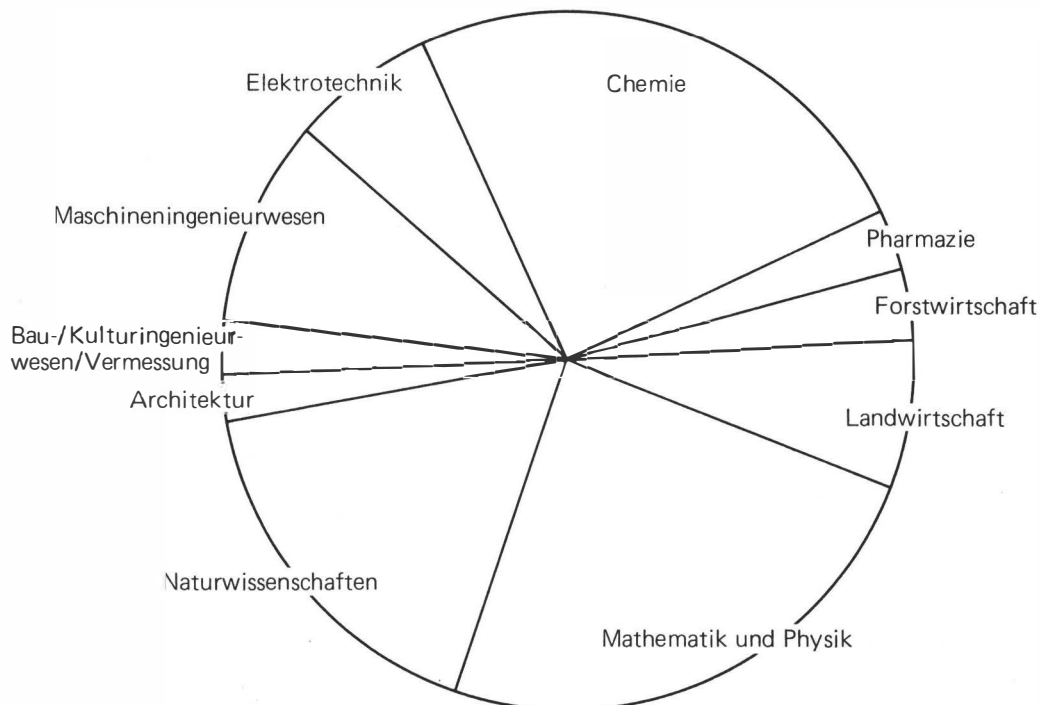 Elektrotechnik
Chemie
Maschineningenieurwesen
Pharmazie
Forstwirtschaft
Bau-/Kulturingenieur-
wesen/Vermessung
Architektur
Landwirtschaft
Naturwissenschaften
Mathematik und Physik